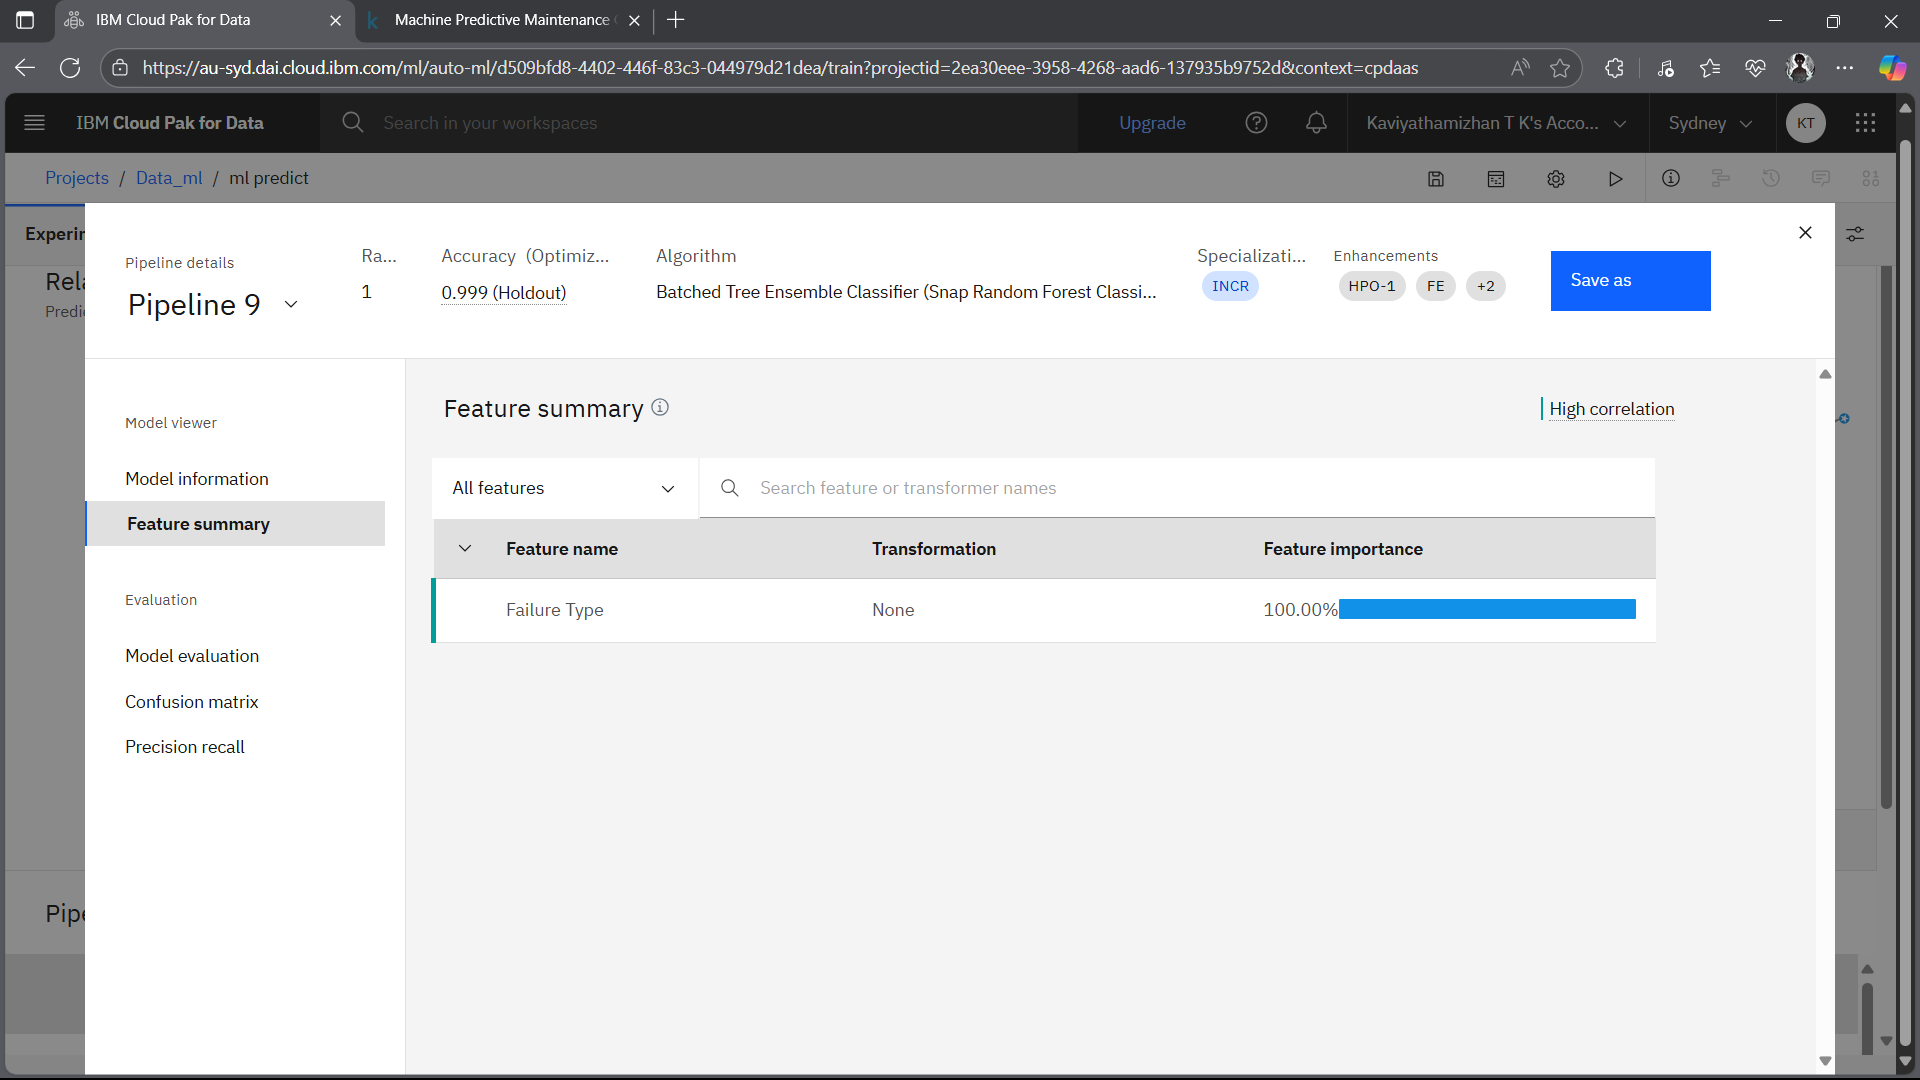 IBM Cloud Pak for Data
Machine Predictive Maintenance
https://au-syd.dai.cloud.ibm.com/ml/auto-ml/d509bfd8-4402-446f-83c3-044979d21dea/train?projectid=2ea30eee-3958-4268-aad6-137935b9752d&context=cpdaas
IBM Cloud Pak for Data
Search in your workspaces
Upgrade
Kaviyathamizhan T K's Acco...
Sydney
KT
Projects / Data_ml / ml predict
Experin
Rela
Predic
Pipe
Pipeline details
Pipeline 9
Ra...
1
Accuracy (Optimiz...
0.999 (Holdout)
Algorithm
Batched Tree Ensemble Classifier (Snap Random Forest Classi...
Specializati...
INCR
Enhancements
HPO-1 FE +2
Save as
Model viewer
Model information
Feature summary
Evaluation
Model evaluation
Confusion matrix
Precision recall
Feature summary
High correlation
All features
Search feature or transformer names
Feature name Transformation Feature importance
Failure Type None 100.00%